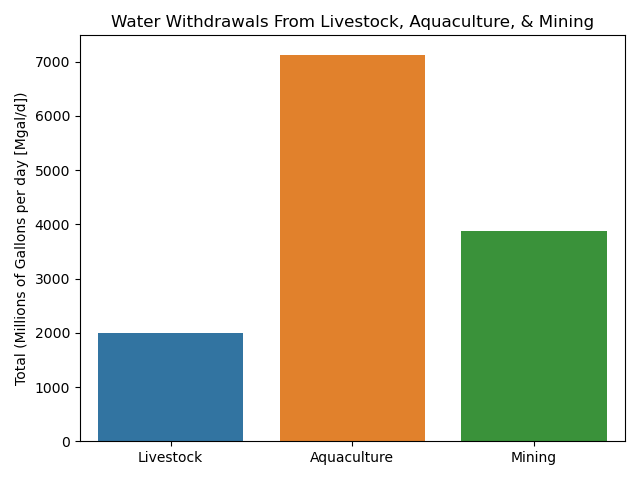 Water Withdrawals From Livestock, Aquaculture, & Mining
Total (Millions of Gallons per day [Mgal/d])
7000
6000
5000
4000
3000
2000
1000
0
Livestock Aquaculture Mining